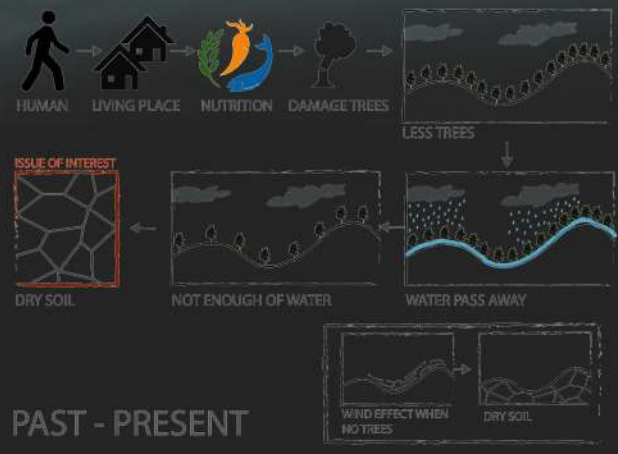 HUMAN
LIVING PLACE
NUTRITION
DAMAGE TREES
LESS TREES
ISSUE OF INTEREST
DRY SOIL
NOT ENOUGH OF WATER
WATER PASS AWAY
WIND EFFECT WHEN
NO TREES
DRY SOIL
PAST - PRESENT